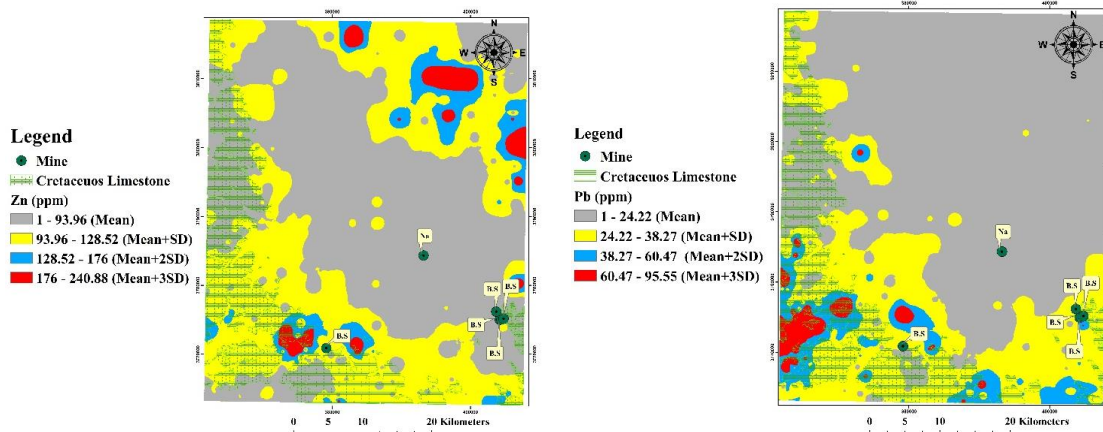 N
W
E
S
Legend
Mine
Cretaceuos Limestone
Zn (ppm)
1 - 93.96 (Mean)
93.96 - 128.52 (Mean+SD)
128.52 - 176 (Mean+2SD)
176 - 240.88 (Mean+3SD)
Na
B.S
B.S
B.S
B.S
B.S
0 5 10 20 Kilometers
N
W
E
S
Legend
Mine
Cretaceuos Limestone
Pb (ppm)
1 - 24.22 (Mean)
24.22 - 38.27 (Mean+SD)
38.27 - 60.47 (Mean+2SD)
60.47 - 95.55 (Mean+3SD)
Na
B.S
B.S
B.S
B.S
B.S
0 5 10 20 Kilometers